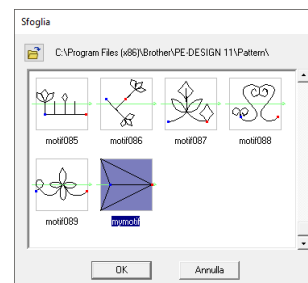 Sfoglia
C:\Program Files (x86)\Brother\PE-DESIGN 11\Pattern\
motif085 motif086 motif087 motif088
motif089 mymotif
OK Annulla